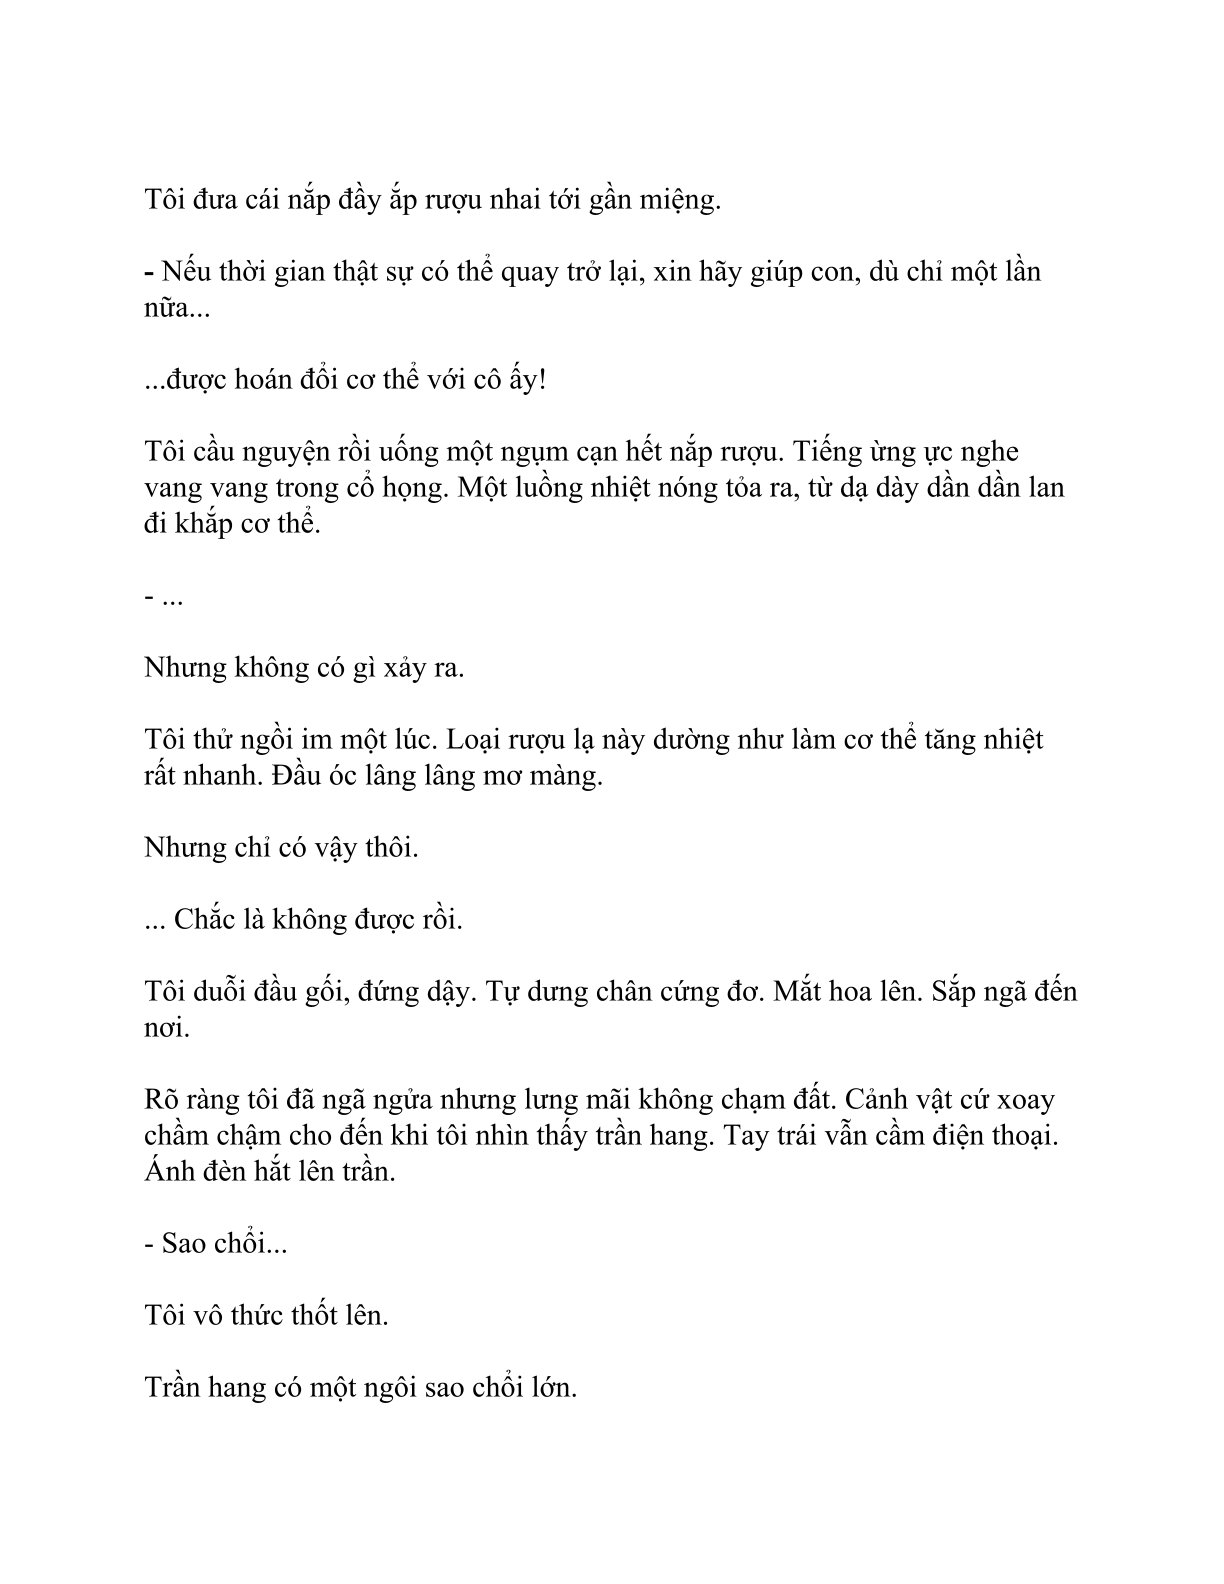 Tôi đưa cái nắp đầy ắp rượu nhai tới gần miệng.
- Nếu thời gian thật sự có thể quay trở lại, xin hãy giúp con, dù chỉ một lần
nữa...
...được hoán đổi cơ thể với cô ấy!
Tôi cầu nguyện rồi uống một ngụm cạn hết nắp rượu. Tiếng ừng ực nghe
vang vang trong cổ họng. Một luồng nhiệt nóng tỏa ra, từ dạ dày dần dần lan
đi khắp cơ thể.
- ...
Nhưng không có gì xảy ra.
Tôi thử ngồi im một lúc. Loại rượu lạ này dường như làm cơ thể tăng nhiệt
rất nhanh. Đầu óc lâng lâng mơ màng.
Nhưng chỉ có vậy thôi.
... Chắc là không được rồi.
Tôi duỗi đầu gối, đứng dậy. Tự dưng chân cứng đơ. Mắt hoa lên. Sắp ngã đến
nơi.
Rõ ràng tôi đã ngã ngửa nhưng lưng mãi không chạm đất. Cảnh vật cứ xoay
chầm chậm cho đến khi tôi nhìn thấy trần hang. Tay trái vẫn cầm điện thoại.
Ánh đèn hắt lên trần.
- Sao chổi...
Tôi vô thức thốt lên.
Trần hang có một ngôi sao chổi lớn.